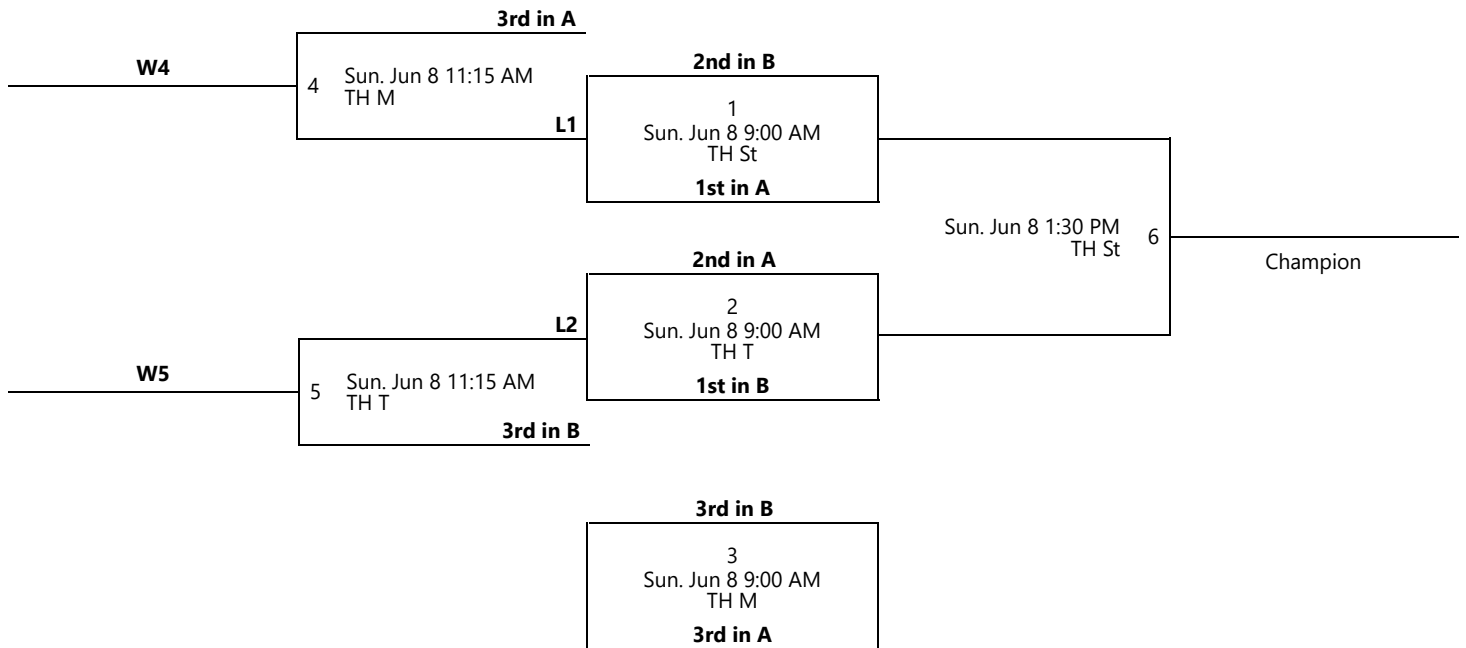 3rd in A
W4
4
Sun. Jun 8 11:15 AM
TH M
L1
2nd in B
1
Sun. Jun 8 9:00 AM
TH St
1st in A
Sun. Jun 8 1:30 PM
TH St
6
Champion
2nd in A
2
Sun. Jun 8 9:00 AM
TH T
1st in B
L2
W5
5
Sun. Jun 8 11:15 AM
TH T
3rd in B
3rd in B
3
Sun. Jun 8 9:00 AM
TH M
3rd in A